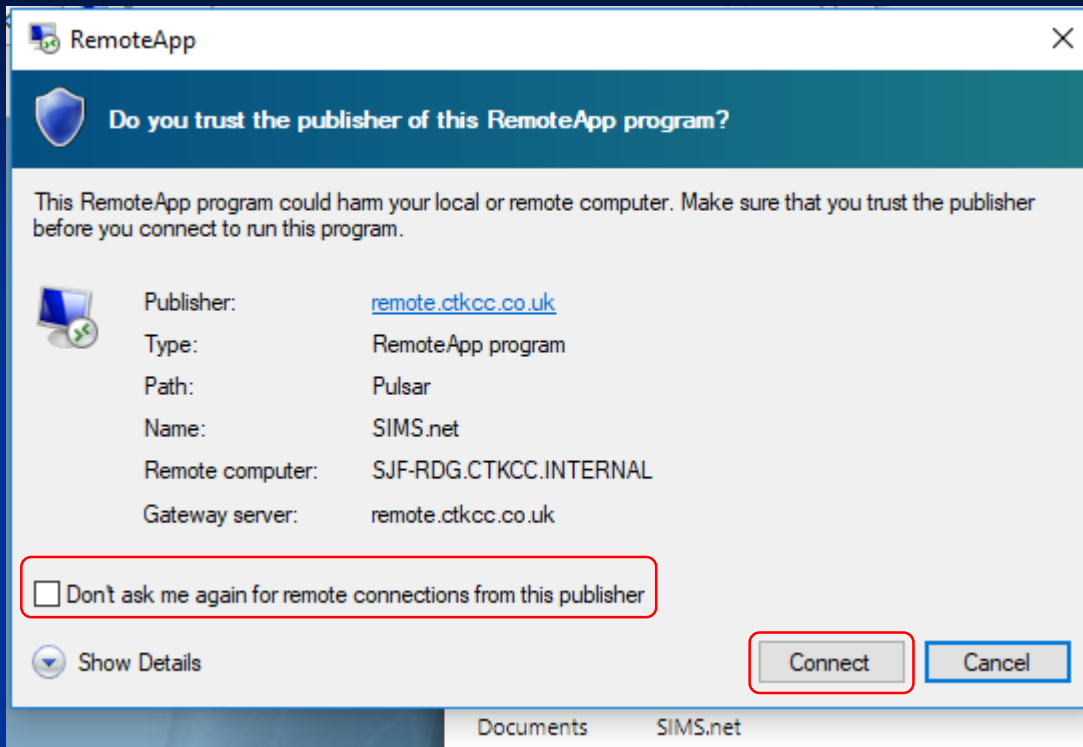 RemoteApp
Do you trust the publisher of this RemoteApp program?
This RemoteApp program could harm your local or remote computer. Make sure that you trust the publisher
before you connect to run this program.
Publisher: remote.ctkcc.co.uk
Type: RemoteApp program
Path: Pulsar
Name: SIMS.net
Remote computer: SJF-RDG.CTKCC.INTERNAL
Gateway server: remote.ctkcc.co.uk
Don't ask me again for remote connections from this publisher
Show Details Connect Cancel
Documents SIMS.net